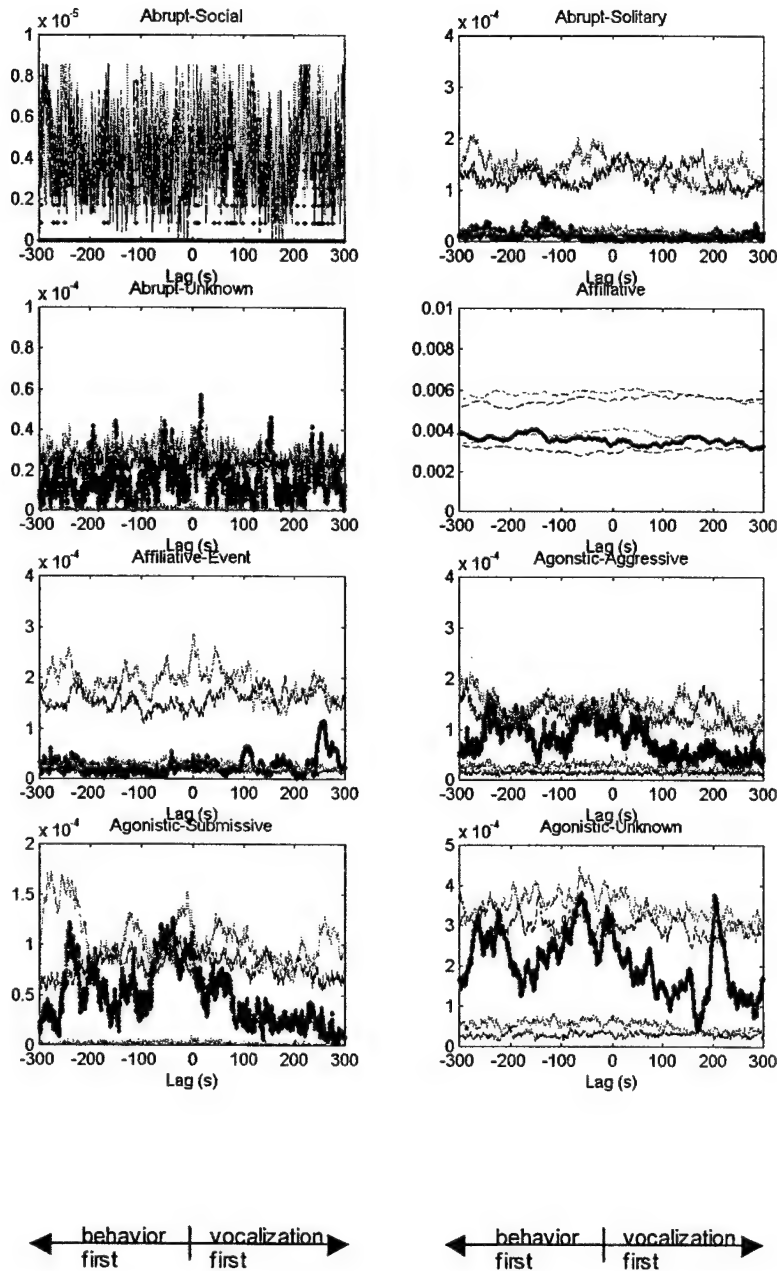 Abrupt-Social
x 10^-5
1
0.8
0.6
0.4
0.2
0
-300 -200 -100 0 100 200 300
Lag (s)
Abrupt-Solitary
x 10^-4
4
3
2
1
0
-300 -200 -100 0 100 200 300
Lag (s)
Abrupt-Unknown
x 10^-4
1
0.8
0.6
0.4
0.2
0
-300 -200 -100 0 100 200 300
Lag (s)
Affiliative
0.01
0.008
0.006
0.004
0.002
0
-300 -200 -100 0 100 200 300
Lag (s)
Affiliative-Event
x 10^-4
4
3
2
1
0
-300 -200 -100 0 100 200 300
Lag (s)
Agonstic-Aggressive
x 10^-4
4
3
2
1
0
-300 -200 -100 0 100 200 300
Lag (s)
Agonistic-Submissive
x 10^-4
2
1.5
1
0.5
0
-300 -200 -100 0 100 200 300
Lag (s)
Agonistic-Unknown
x 10^-4
5
4
3
2
1
0
-300 -200 -100 0 100 200 300
Lag (s)
behavior first
vocalization first
behavior first
vocalization first